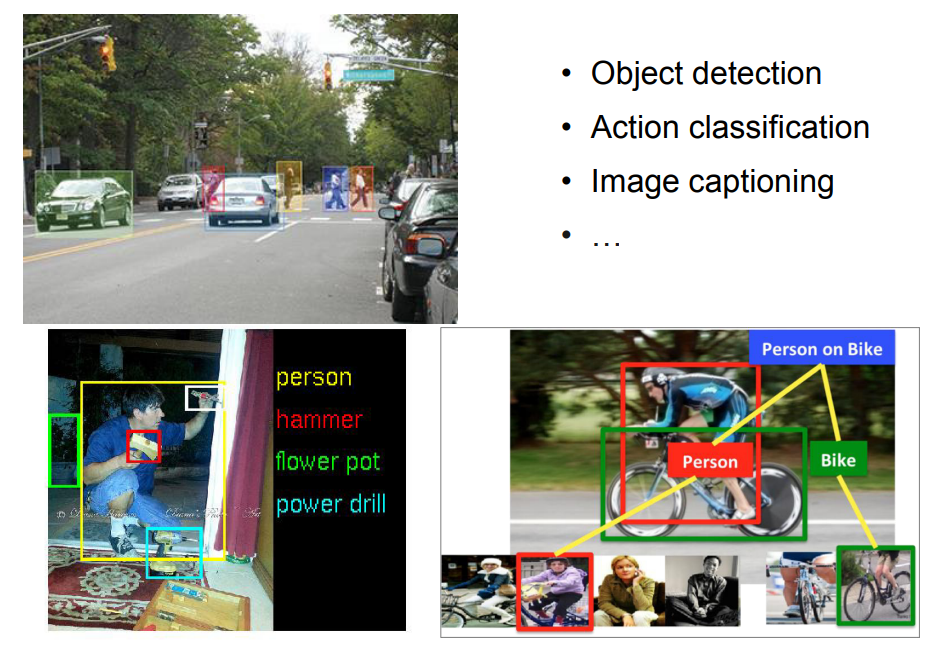 • Object detection
• Action classification
• Image captioning
• …
person
hammer
flower pot
power drill
Person on Bike
Person
Bike